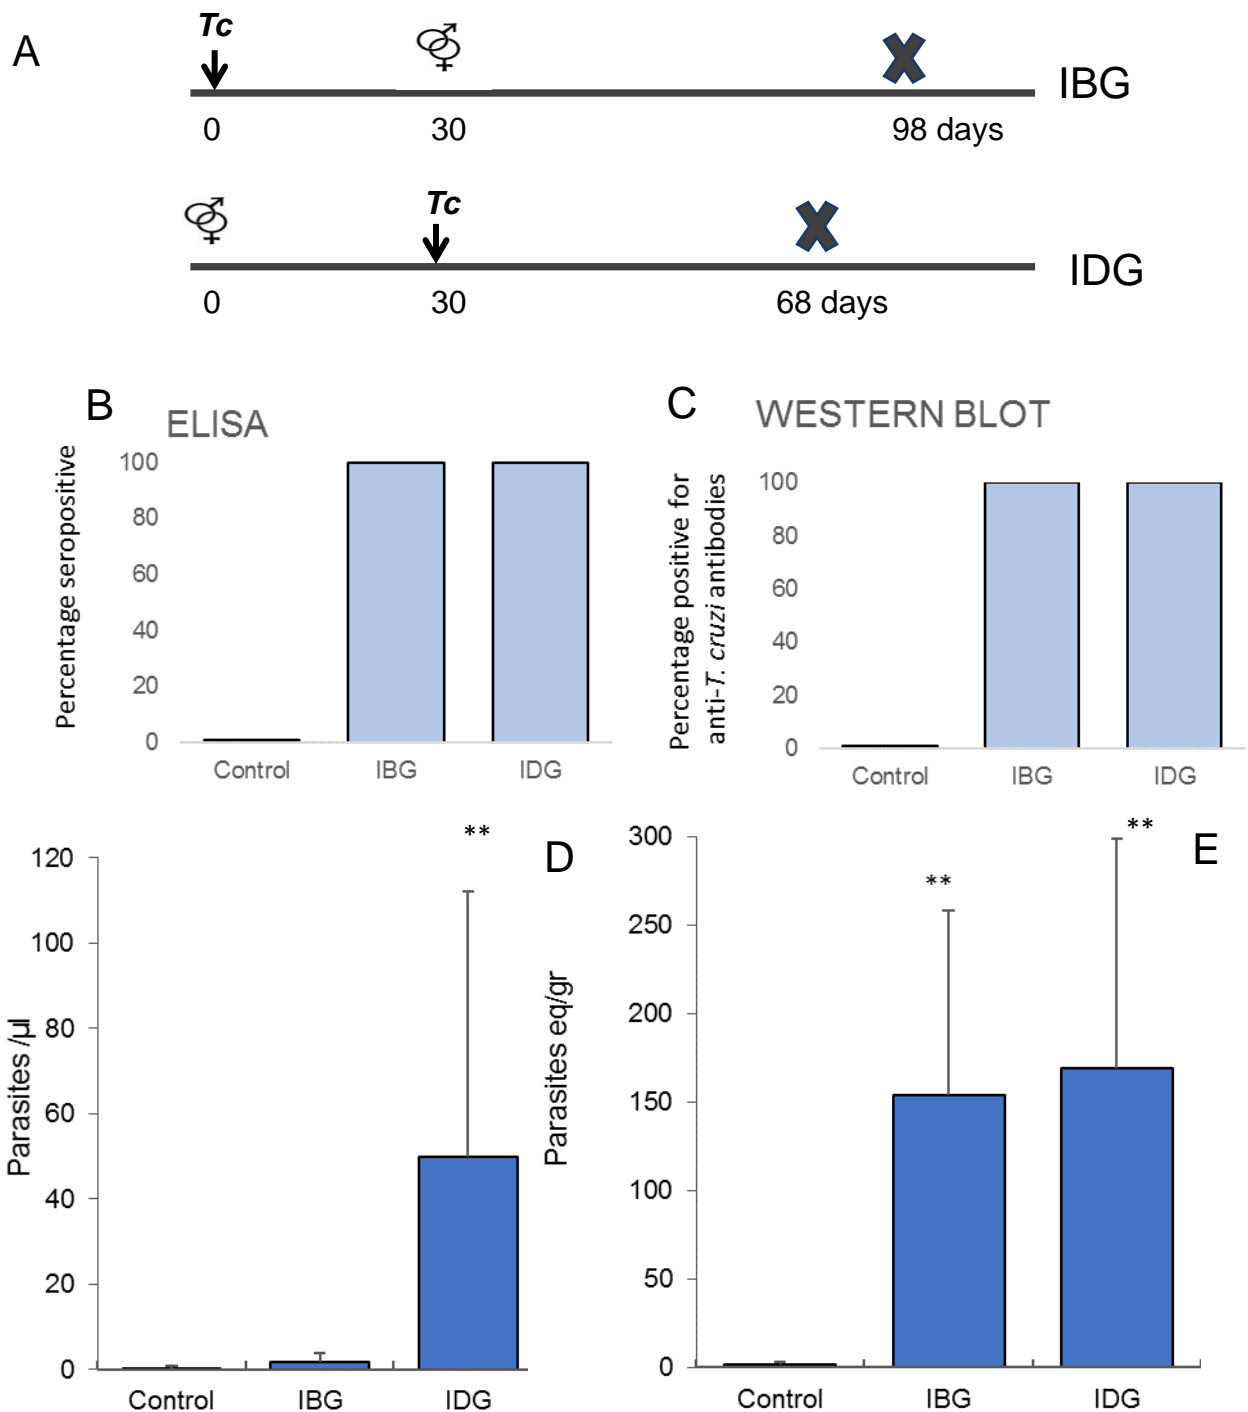 A
Tc
IBG
0 30 98 days
Tc
IDG
0 30 68 days
B
ELISA
Percentage seropositive
100
80
60
40
20
0
Control IBG IDG
C
WESTERN BLOT
Percentage positive for
anti-T. cruzi antibodies
100
80
60
40
20
0
Control IBG IDG
D
**
Parasites /µl
120
100
80
60
40
20
0
Control IBG IDG
E
**
**
Parasites eq/gr
300
250
200
150
100
50
0
Control IBG IDG